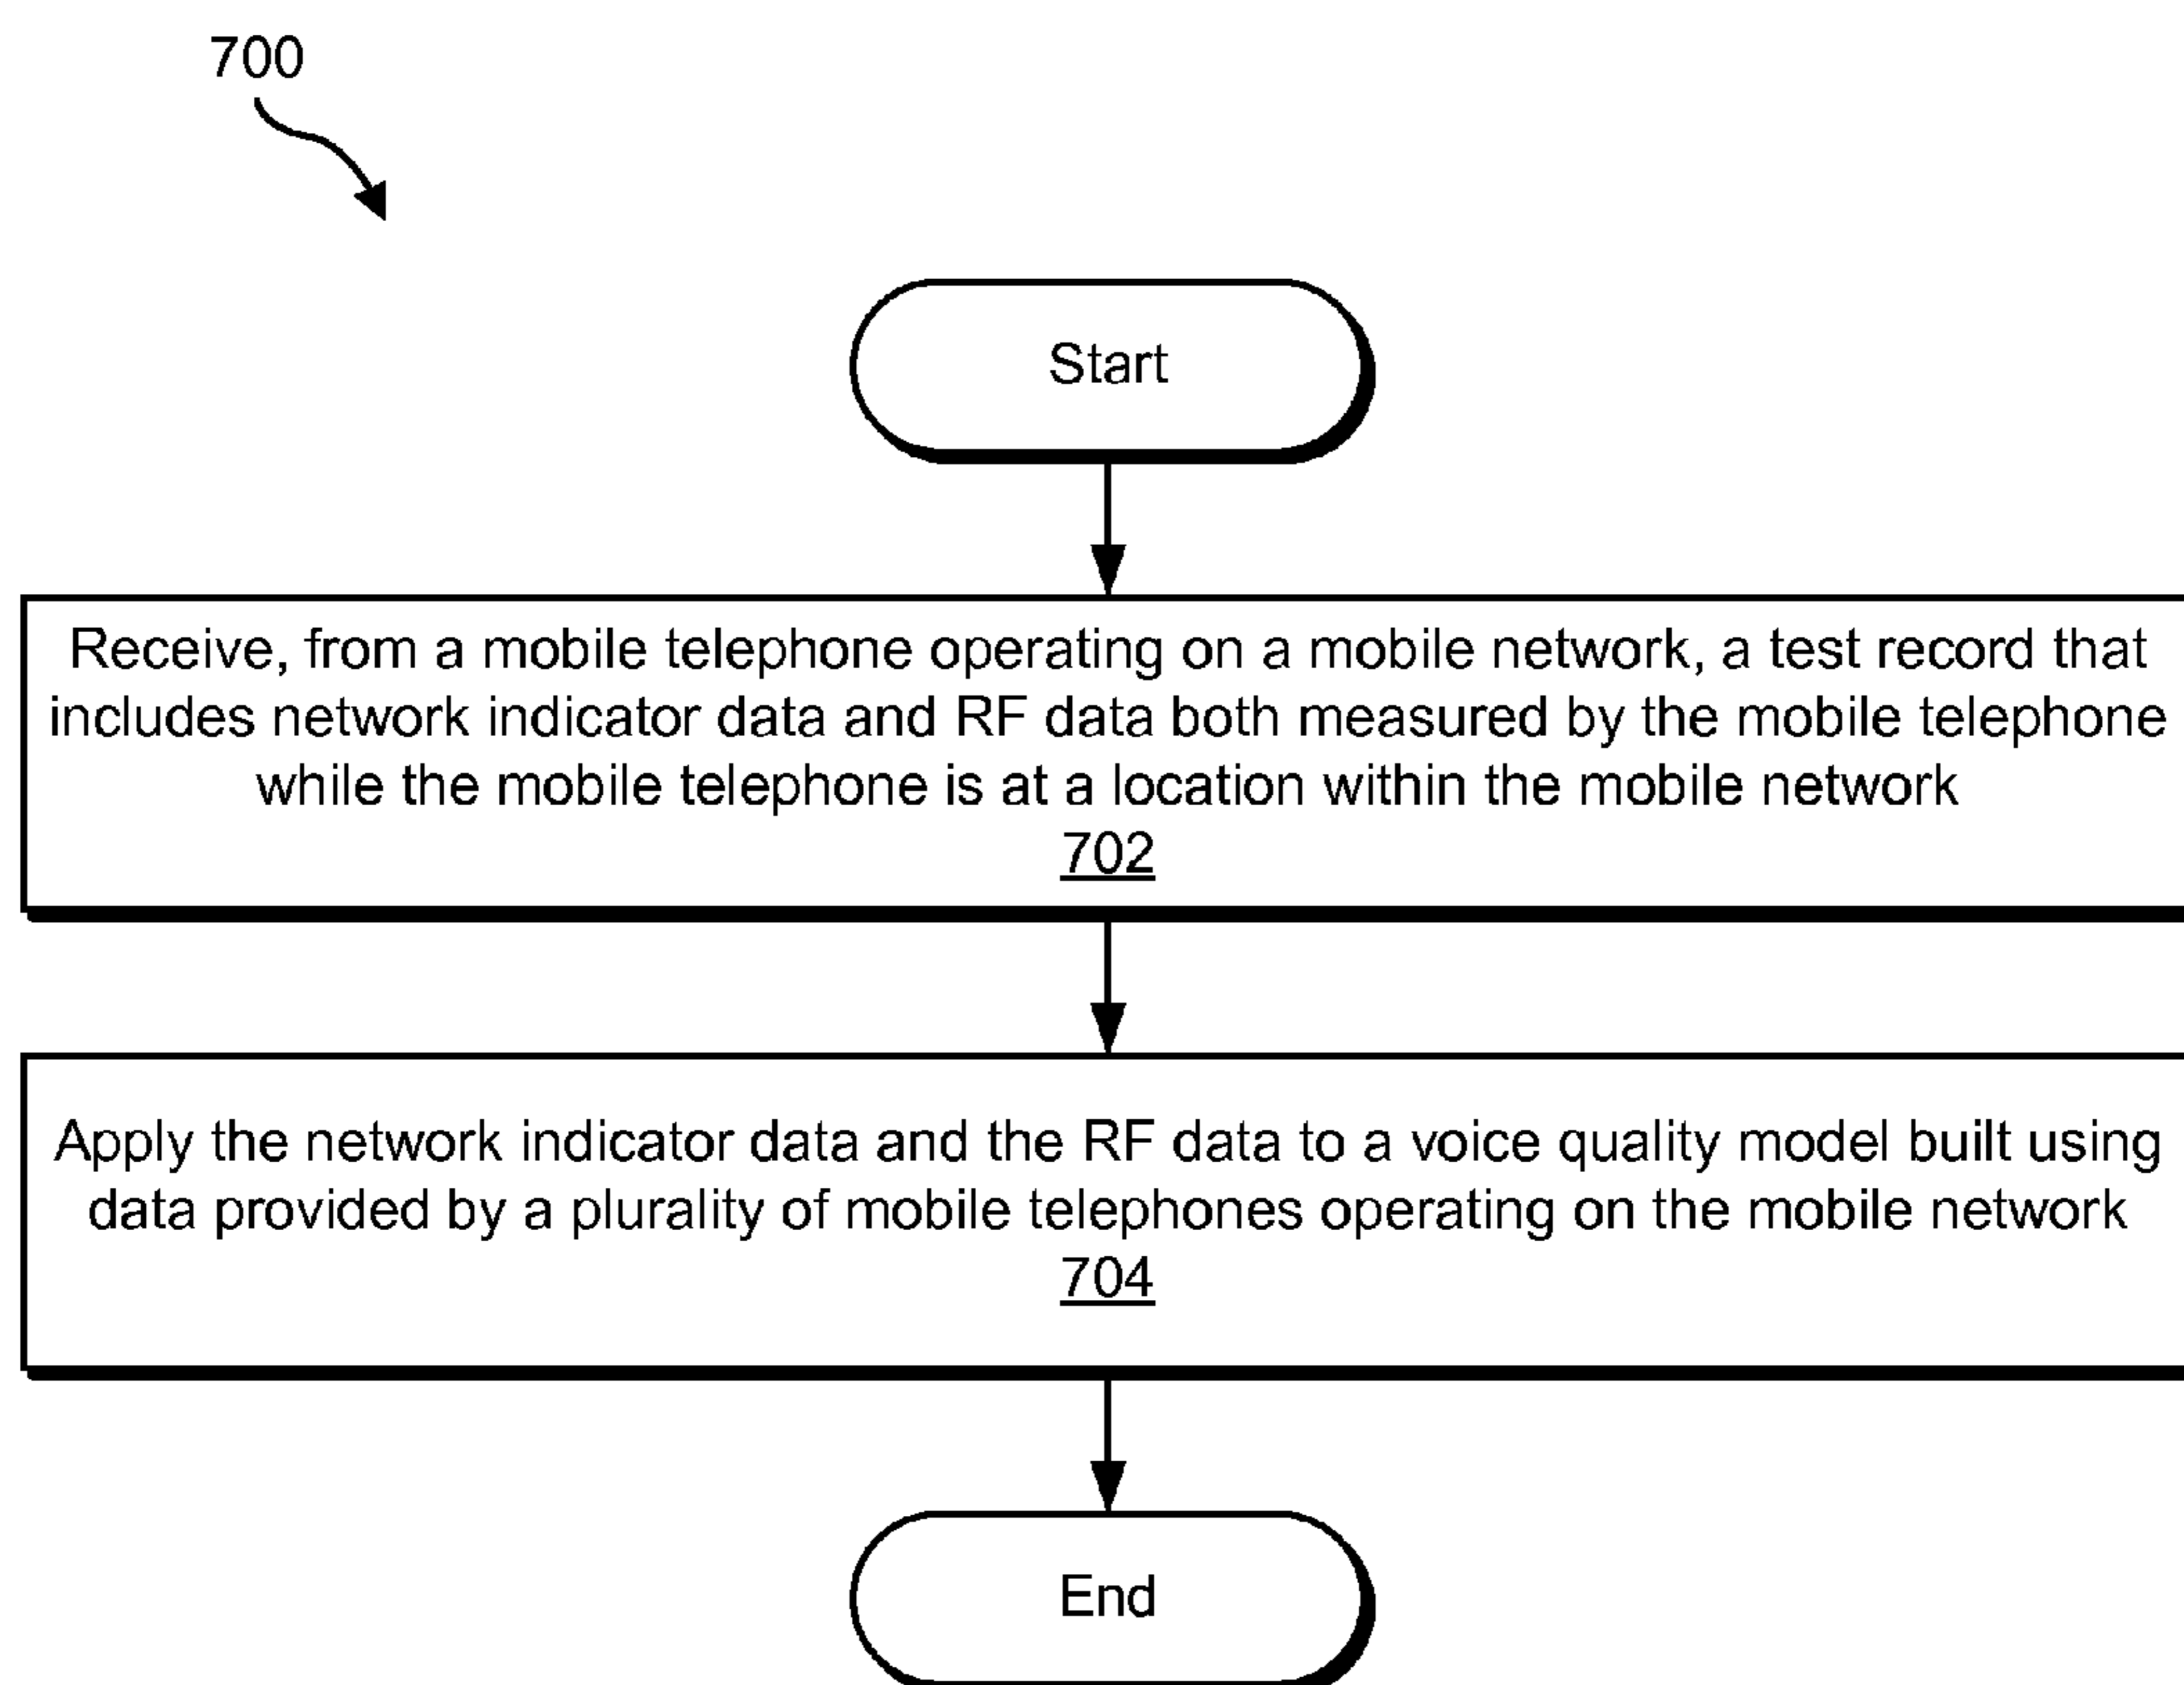 700
Start
Receive, from a mobile telephone operating on a mobile network, a test record that
includes network indicator data and RF data both measured by the mobile telephone
while the mobile telephone is at a location within the mobile network
702
Apply the network indicator data and the RF data to a voice quality model built using
data provided by a plurality of mobile telephones operating on the mobile network
704
End